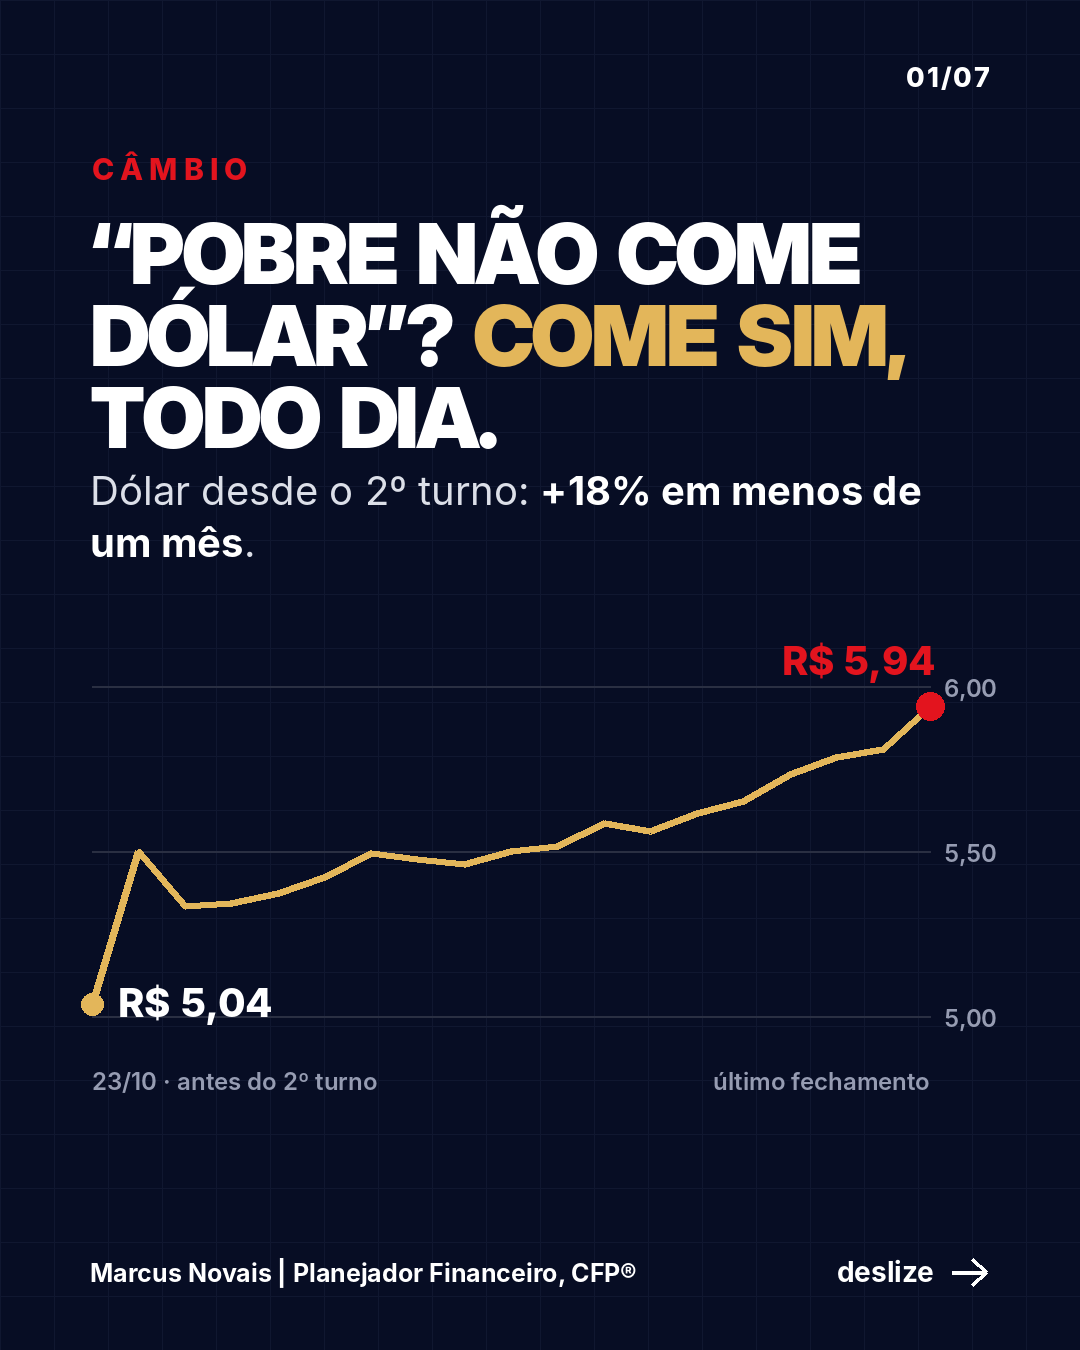 01/07
CÂMBIO
“POBRE NÃO COME
DÓLAR”? COME SIM,
TODO DIA.
Dólar desde o 2º turno: +18% em menos de
um mês.
R$ 5,94
6,00
5,50
R$ 5,04
5,00
23/10 · antes do 2º turno
último fechamento
Marcus Novais | Planejador Financeiro, CFP®
deslize →